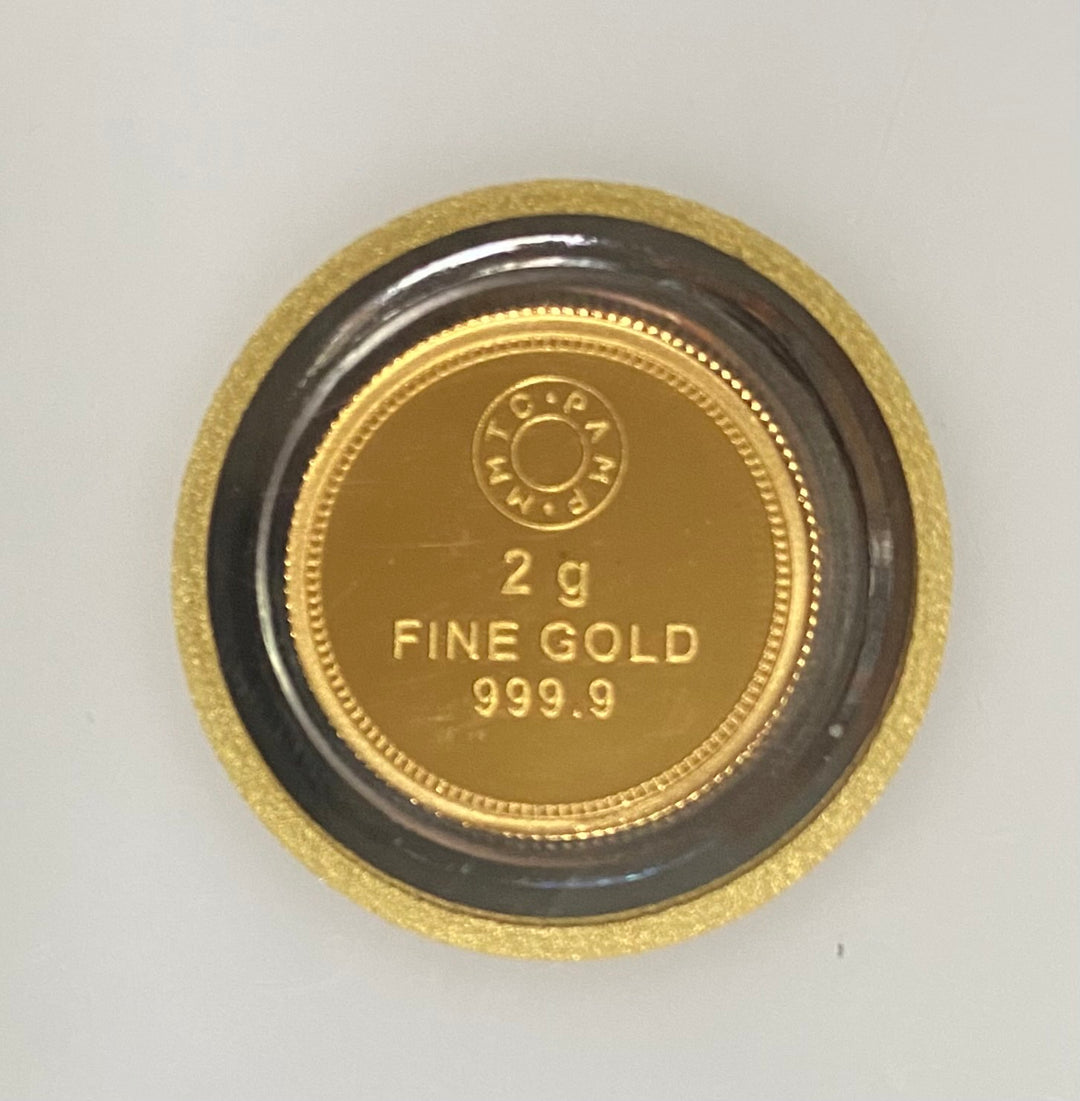 MMTC · PAMP ·
2 g
FINE GOLD
999.9